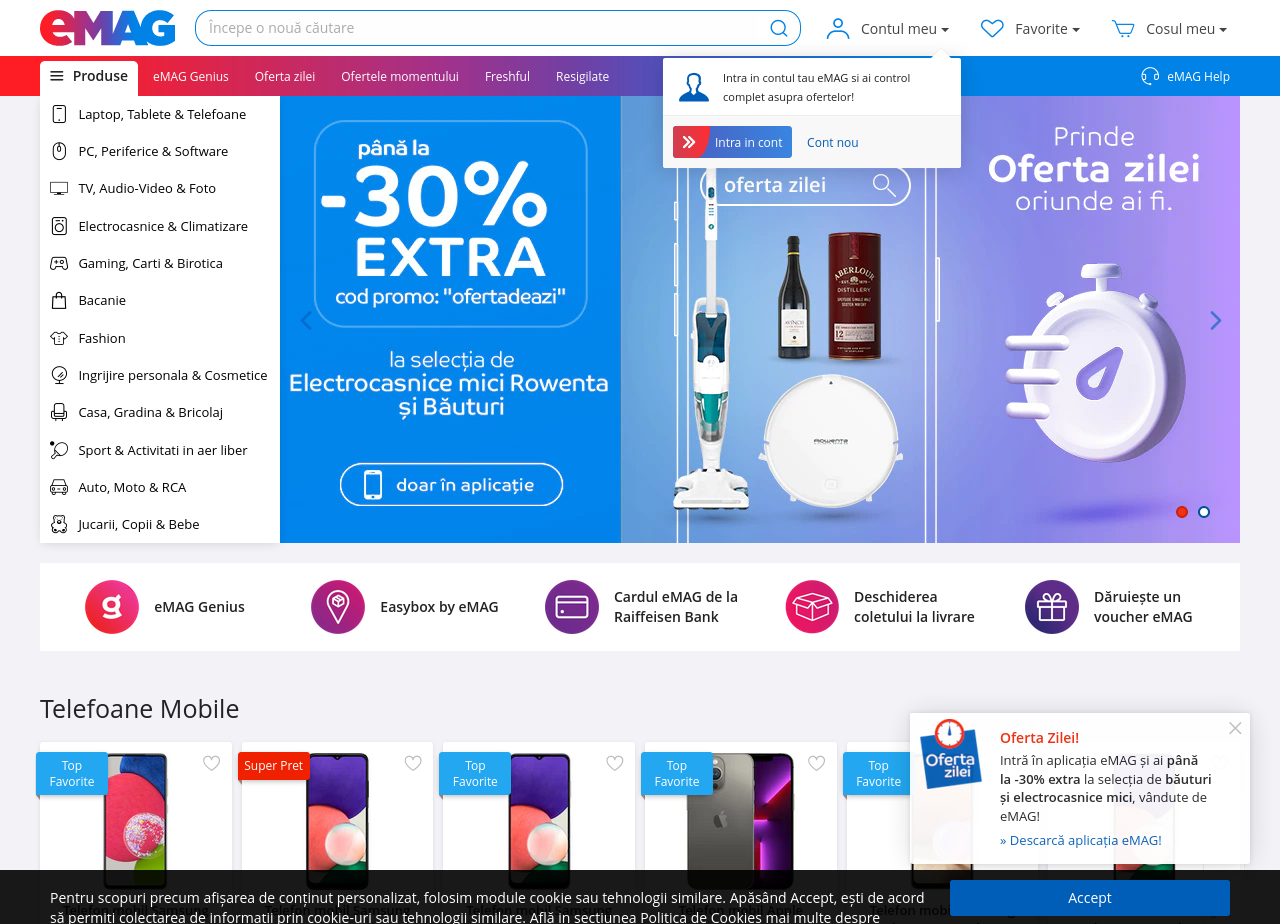 eMAG
Începe o nouă căutare
Contul meu
Favorite
Cosul meu
Produse
eMAG Genius
Oferta zilei
Ofertele momentului
Freshful
Resigilate
eMAG Help
Intra in contul tau eMAG si ai control
complet asupra ofertelor!
Intra in cont
Cont nou
Laptop, Tablete & Telefoane
PC, Periferice & Software
TV, Audio-Video & Foto
Electrocasnice & Climatizare
Gaming, Carti & Birotica
Bacanie
Fashion
Ingrijire personala & Cosmetice
Casa, Gradina & Bricolaj
Sport & Activitati in aer liber
Auto, Moto & RCA
Jucarii, Copii & Bebe
până la
-30%
EXTRA
cod promo: "ofertadeazi"
la selecția de
Electrocasnice mici Rowenta
și Băuturi
doar în aplicație
oferta zilei
ABERLOUR
DISTILLERY
12
ROWENTA
Prinde
Oferta zilei
oriunde ai fi.
eMAG Genius
Easybox by eMAG
Cardul eMAG de la
Raiffeisen Bank
Deschiderea
coletului la livrare
Dăruiește un
voucher eMAG
Telefoane Mobile
Top
Favorite
Super Pret
Top
Favorite
Top
Favorite
Top
Favorite
Oferta
zilei
Oferta Zilei!
Intră în aplicația eMAG și ai până
la -30% extra la selecția de băuturi
și electrocasnice mici, vândute de
eMAG!
» Descarcă aplicația eMAG!
Pentru scopuri precum afișarea de conținut personalizat, folosim module cookie sau tehnologii similare. Apăsând Accept, ești de acord
să permiți colectarea de informații prin cookie-uri sau tehnologii similare. Află in sectiunea Politica de Cookies mai multe despre
Accept